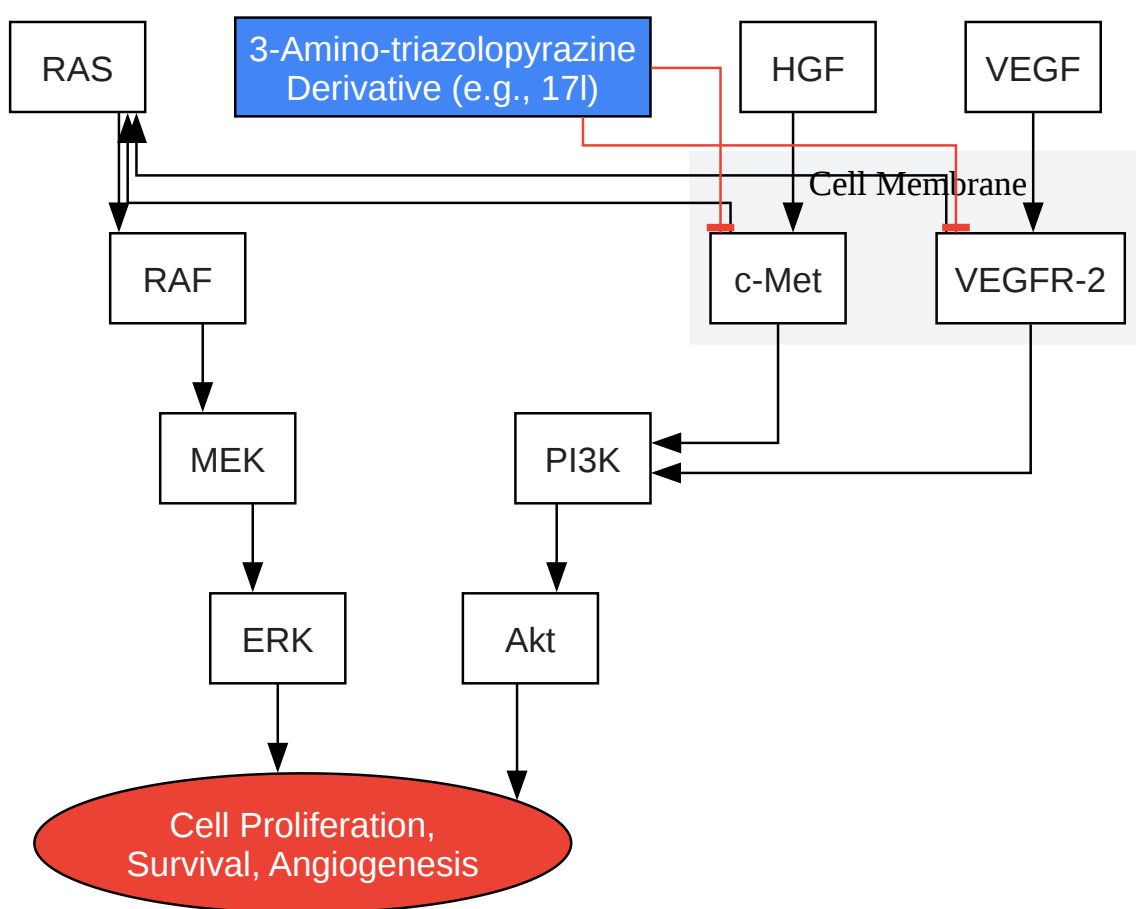 RAS
3-Amino-triazolopyrazine
Derivative (e.g., 17l)
HGF
VEGF
Cell Membrane
RAF
c-Met
VEGFR-2
MEK
PI3K
ERK
Akt
Cell Proliferation,
Survival, Angiogenesis